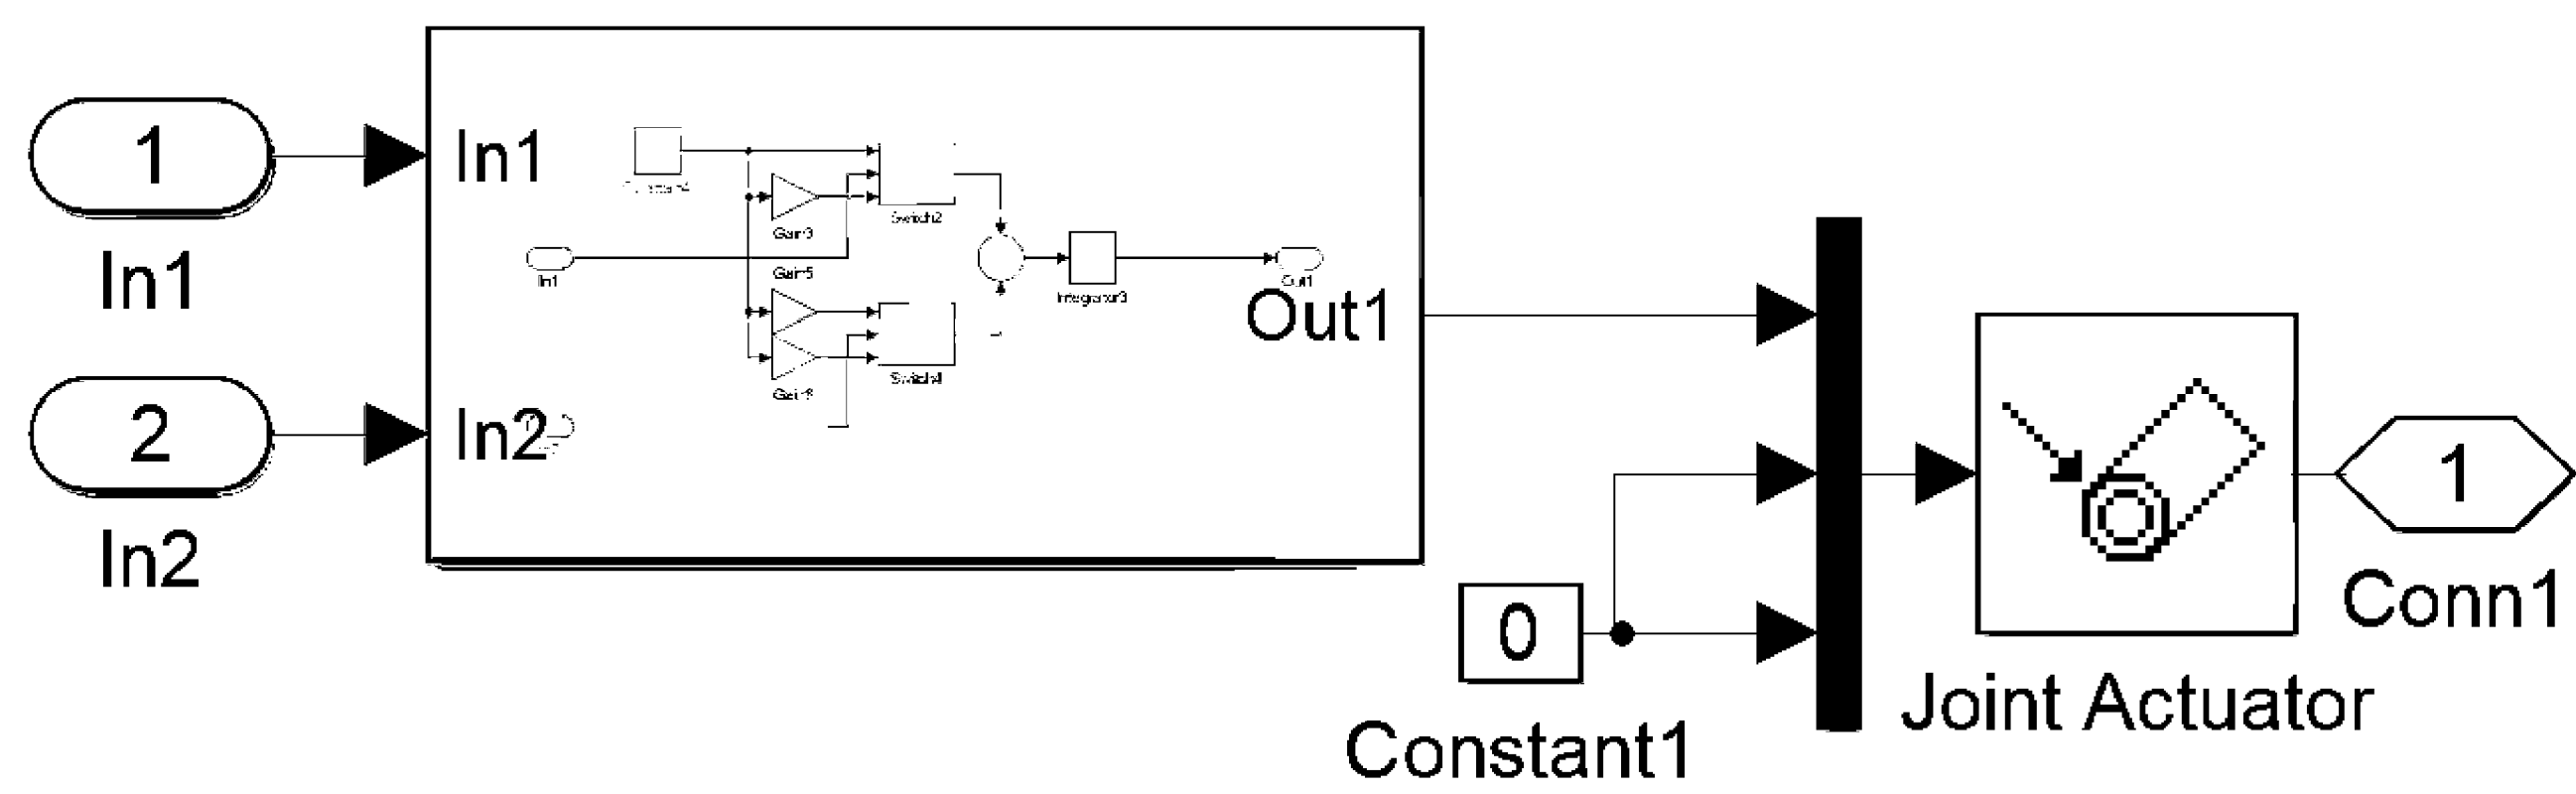 1
In1
In1
2
In2
In2
Gain3
Switch2
In1
Gain5
Integrator3
Out1
Out1
Switch4
0
Constant1
Joint Actuator
1
Conn1